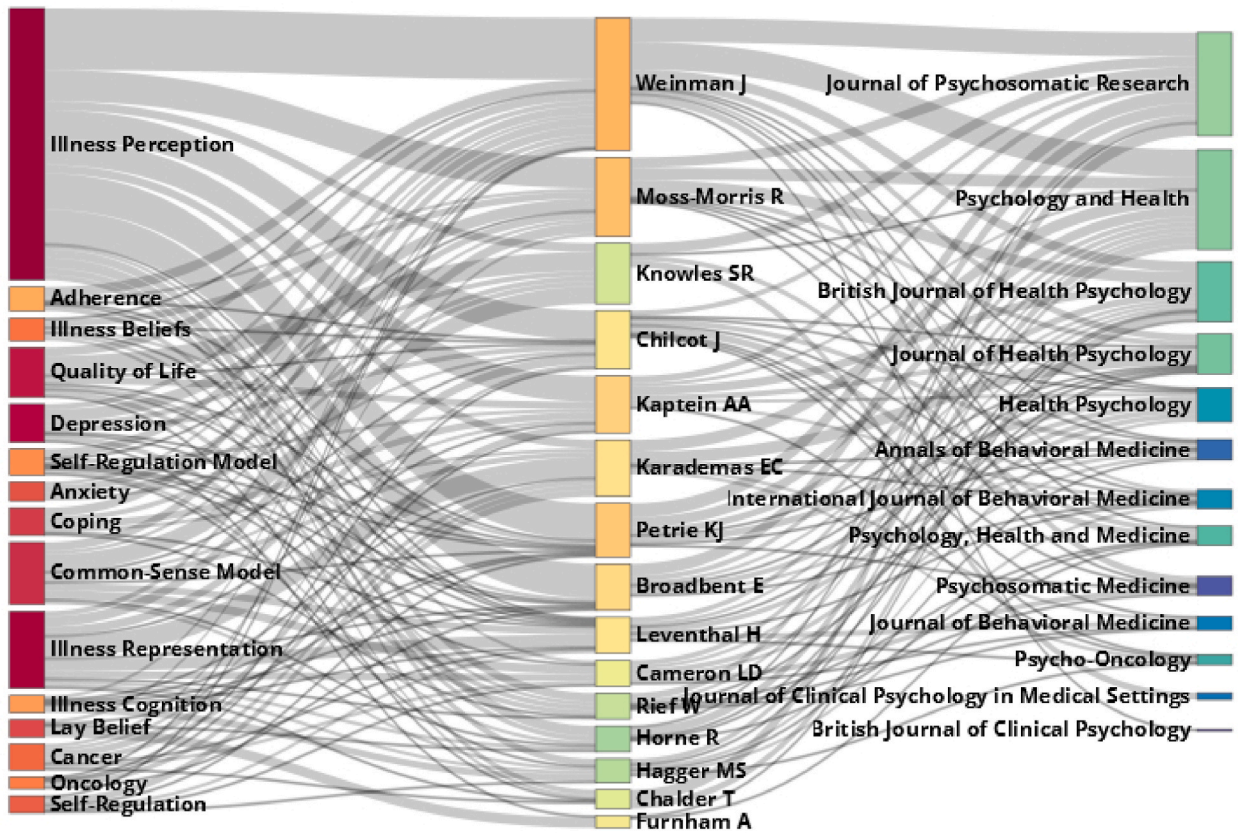 Illness Perception
Adherence
Illness Beliefs
Quality of Life
Depression
Self-Regulation Model
Anxiety
Coping
Common-Sense Model
Illness Representation
Illness Cognition
Lay Belief
Cancer
Oncology
Self-Regulation
Weinman J
Moss-Morris R
Knowles SR
Chilcot J
Kaptein AA
Karademas EC
Petrie KJ
Broadbent E
Leventhal H
Cameron LD
Rief W
Horne R
Hagger MS
Chalder T
Furnham A
Journal of Psychosomatic Research
Psychology and Health
British Journal of Health Psychology
Journal of Health Psychology
Health Psychology
Annals of Behavioral Medicine
International Journal of Behavioral Medicine
Psychology, Health and Medicine
Psychosomatic Medicine
Journal of Behavioral Medicine
Psycho-Oncology
Journal of Clinical Psychology in Medical Settings
British Journal of Clinical Psychology